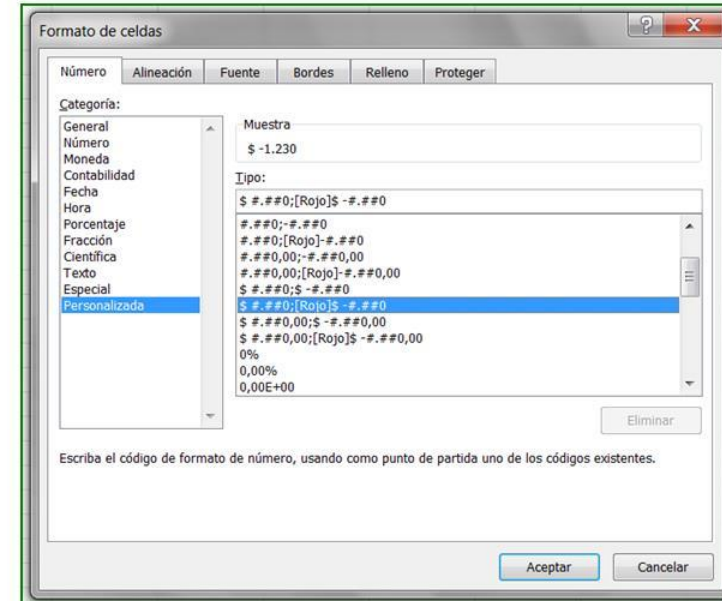 Formato de celdas
Número
Alineación
Fuente
Bordes
Relleno
Proteger
Categoría:
General
Número
Moneda
Contabilidad
Fecha
Hora
Porcentaje
Fracción
Científica
Texto
Especial
Personalizada
Muestra
$ -1.230
Tipo:
$ #.##0;[Rojo]$ -#.##0
#.##0;-#.##0
#.##0;[Rojo]-#.##0
#.##0,00;-#.##0,00
#.##0,00;[Rojo]-#.##0,00
$ #.##0;$ -#.##0
$ #.##0;[Rojo]$ -#.##0
$ #.##0,00;$ -#.##0,00
$ #.##0,00;[Rojo]$ -#.##0,00
0%
0,00%
0,00E+00
Eliminar
Escriba el código de formato de número, usando como punto de partida uno de los códigos existentes.
Aceptar
Cancelar